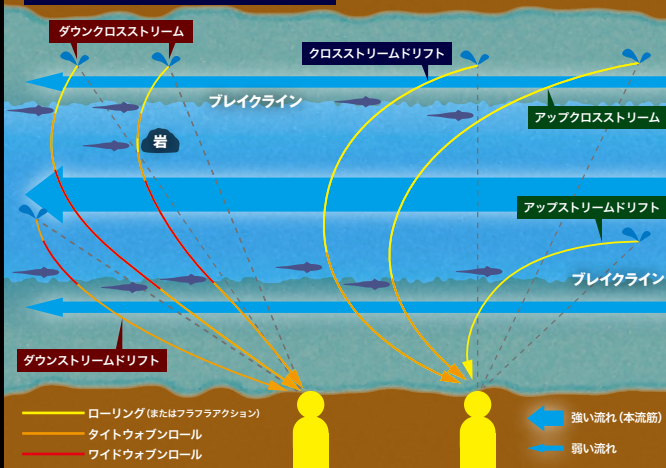 ダウンクロスストリーム
クロスストリームドリフト
ブレイクライン
アップクロスストリーム
岩
アップストリームドリフト
ブレイクライン
ダウンストリームドリフト
ローリング(またはフラフラアクション)
タイトウォブンロール
ワイドウォブンロール
強い流れ(本流筋)
弱い流れ